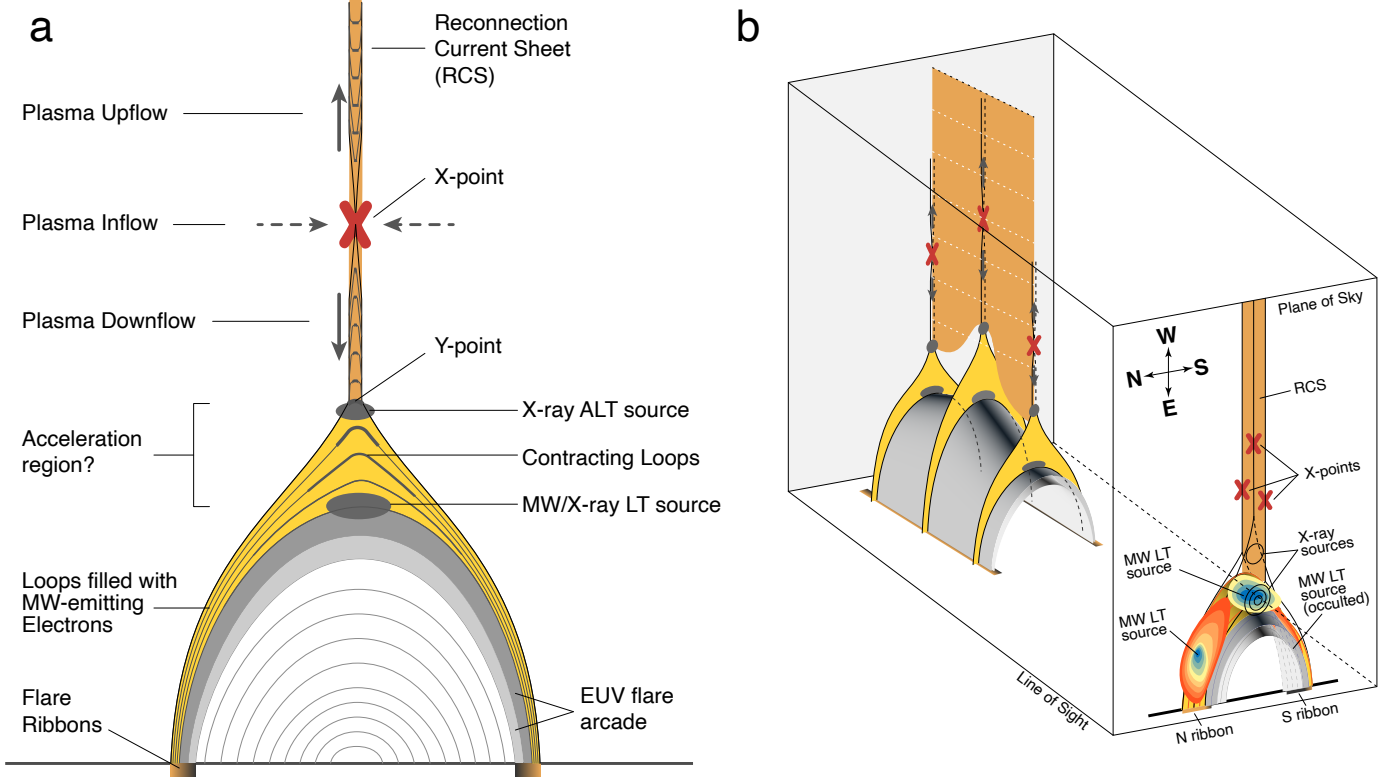 a
Reconnection
Current Sheet
(RCS)
Plasma Upflow
X-point
Plasma Inflow
Plasma Downflow
Y-point
X-ray ALT source
Acceleration
region?
Contracting Loops
MW/X-ray LT source
Loops filled with
MW-emitting
Electrons
Flare
Ribbons
EUV flare
arcade
b
Plane of Sky
W
N
S
E
RCS
X-points
X-ray
sources
MW LT
source
MW LT
source
(occulted)
MW LT
source
Line of Sight
N ribbon
S ribbon